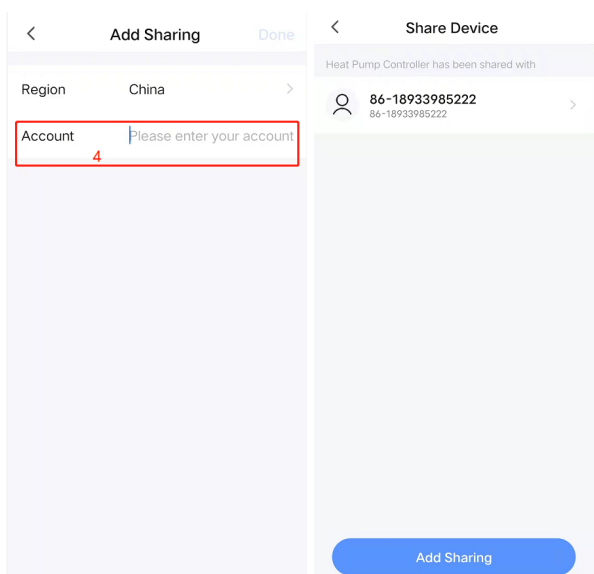 Add Sharing
Done
Region
China
Account
Please enter your account
4
Share Device
Heat Pump Controller has been shared with
86-18933985222
86-18933985222
Add Sharing